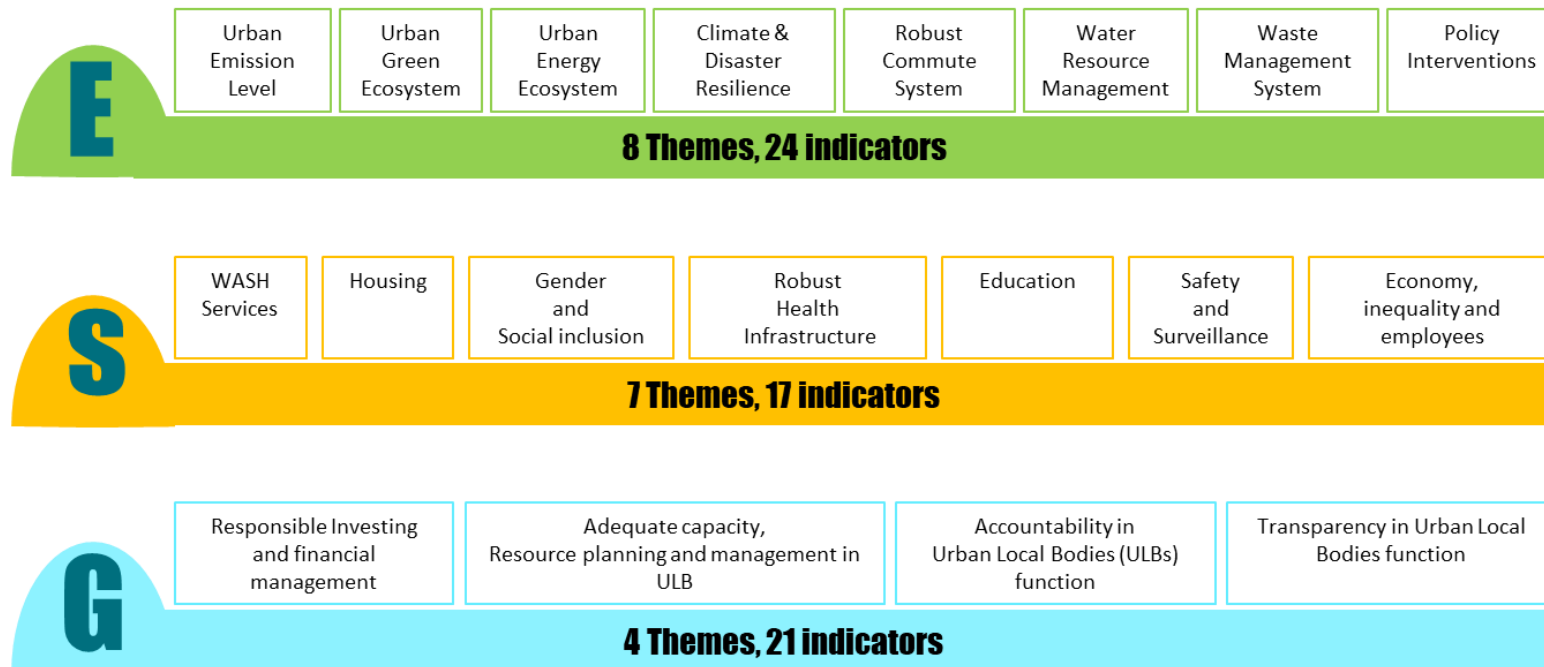 E
Urban
Emission
Level
Urban
Green
Ecosystem
Urban
Energy
Ecosystem
Climate &
Disaster
Resilience
Robust
Commute
System
Water
Resource
Management
Waste
Management
System
Policy
Interventions
8 Themes, 24 indicators
S
WASH
Services
Housing
Gender
and
Social inclusion
Robust
Health
Infrastructure
Education
Safety
and
Surveillance
Economy,
inequality and
employees
7 Themes, 17 indicators
G
Responsible Investing
and financial
management
Adequate capacity,
Resource planning and management in
ULB
Accountability in
Urban Local Bodies (ULBs)
function
Transparency in Urban Local
Bodies function
4 Themes, 21 indicators